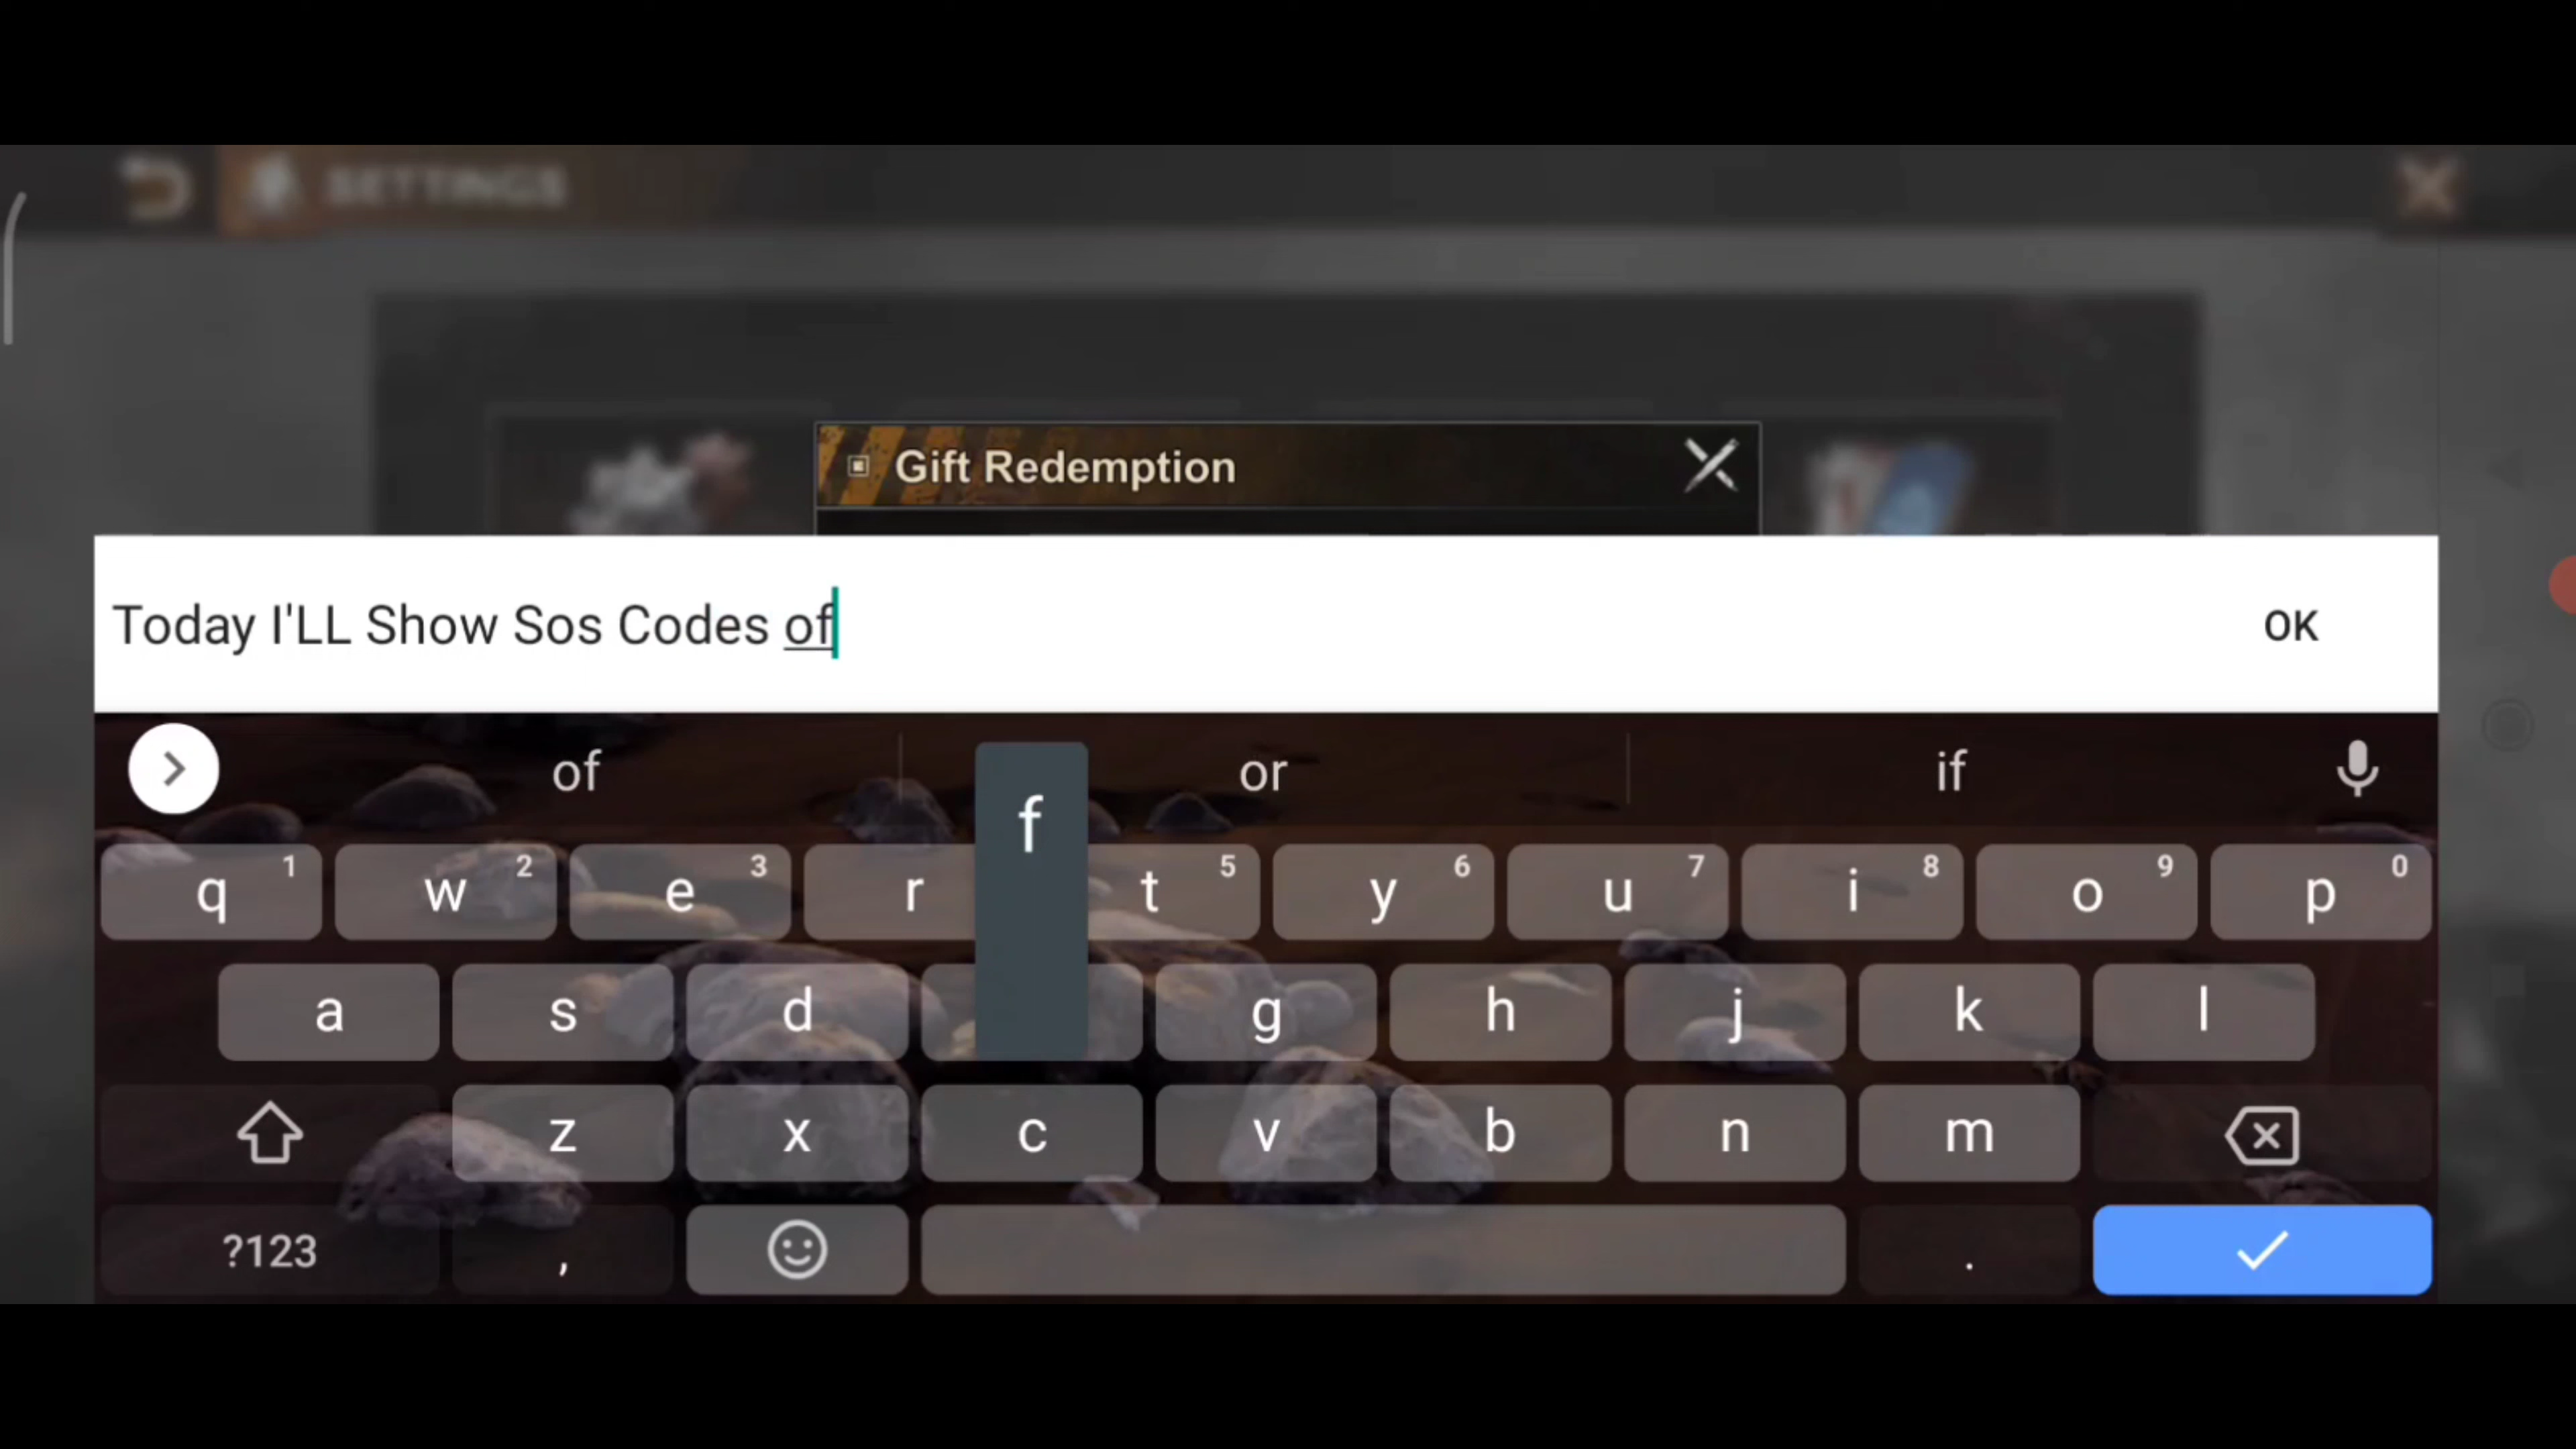 SETTINGS
Gift Redemption
Today I'LL Show Sos Codes of
OK
of or if
f
q 1 w 2 e 3 r t 5 y 6 u 7 i 8 o 9 p 0
a s d g h j k l
z x c v b n m
?123 , .